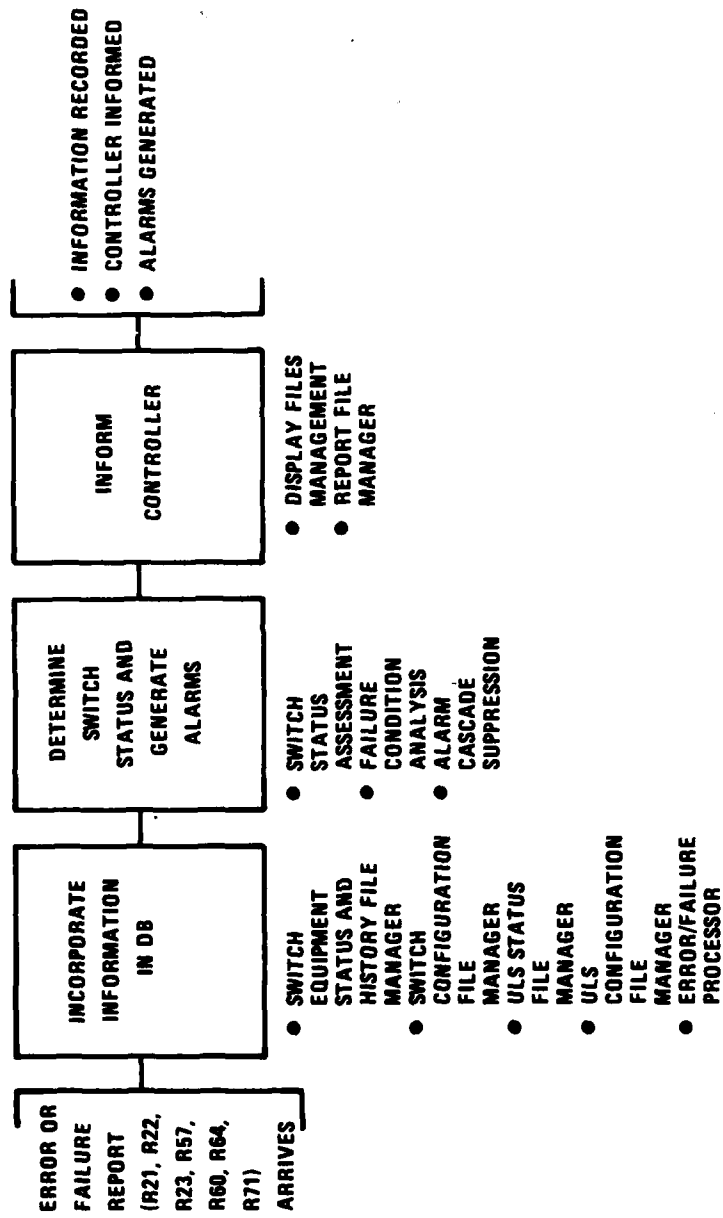 ERROR OR
FAILURE
REPORT
(R21, R22,
R23, R57,
R60, R64,
R71)
ARRIVES
INCORPORATE
INFORMATION
IN DB
● SWITCH
EQUIPMENT
STATUS AND
HISTORY FILE
MANAGER
● SWITCH
CONFIGURATION
FILE
MANAGER
● ULS STATUS
FILE
MANAGER
● ULS
CONFIGURATION
FILE
MANAGER
● ERROR/FAILURE
PROCESSOR
DETERMINE
SWITCH
STATUS AND
GENERATE
ALARMS
● SWITCH
STATUS
ASSESSMENT
● FAILURE
CONDITION
ANALYSIS
● ALARM
CASCADE
SUPPRESSION
INFORM
CONTROLLER
● DISPLAY FILES
MANAGEMENT
● REPORT FILE
MANAGER
● INFORMATION RECORDED
● CONTROLLER INFORMED
● ALARMS GENERATED